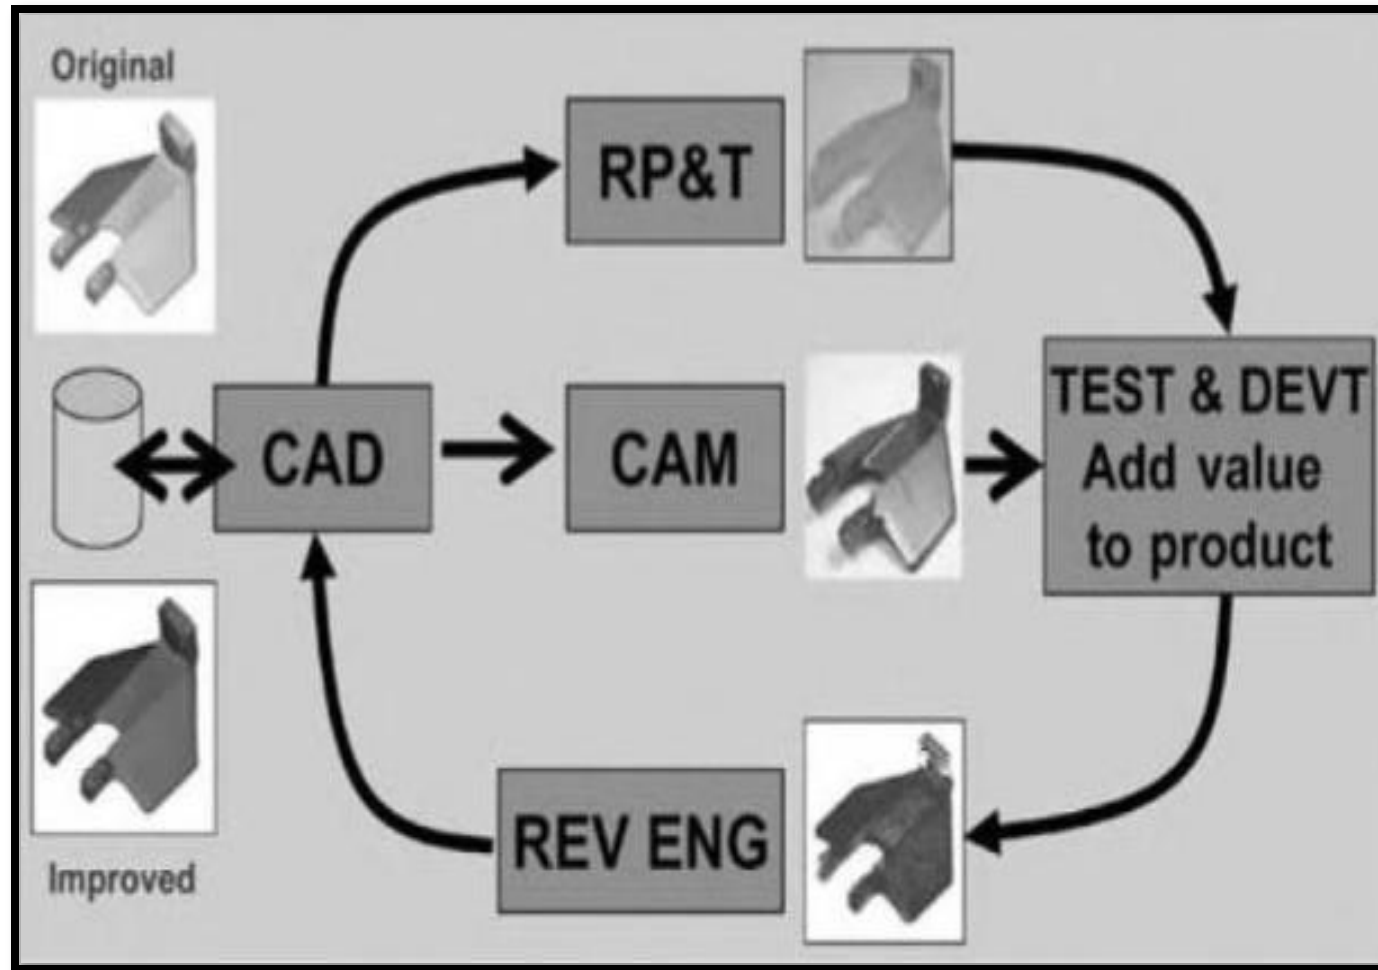 Original
RP&T
CAD
CAM
TEST & DEVT
Add value
to product
REV ENG
Improved